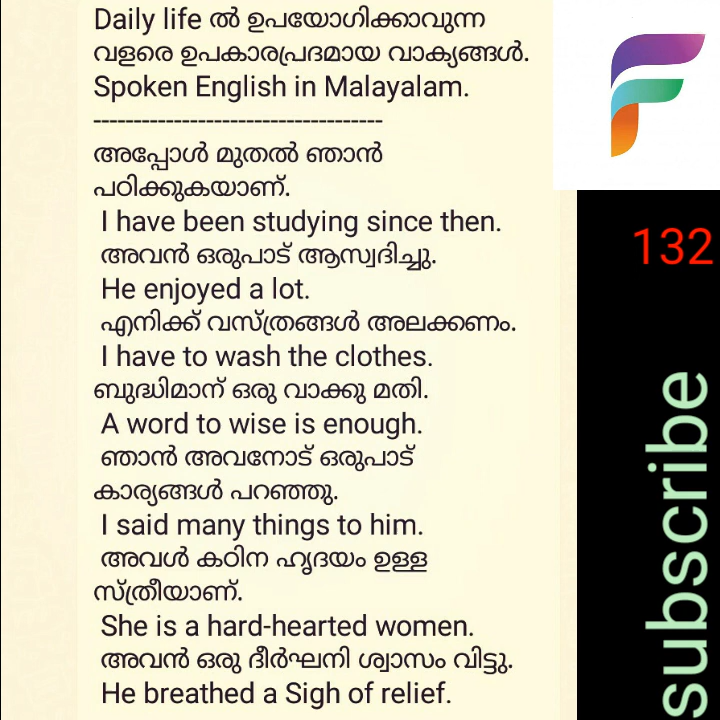 Daily life ൽ ഉപയോഗിക്കാവുന്ന
വളരെ ഉപകാരപ്രദമായ വാക്യങ്ങൾ.
Spoken English in Malayalam.
------------------------------------
അപ്പോൾ മുതൽ ഞാൻ
പഠിക്കുകയാണ്.
I have been studying since then.
അവൻ ഒരുപാട് ആസ്വദിച്ചു.
He enjoyed a lot.
എനിക്ക് വസ്ത്രങ്ങൾ അലക്കണം.
I have to wash the clothes.
ബുദ്ധിമാന് ഒരു വാക്കു മതി.
A word to wise is enough.
ഞാൻ അവനോട് ഒരുപാട്
കാര്യങ്ങൾ പറഞ്ഞു.
I said many things to him.
അവൾ കഠിന ഹൃദയം ഉള്ള
സ്ത്രീയാണ്.
She is a hard-hearted women.
അവൻ ഒരു ദീർഘനി ശ്വാസം വിട്ടു.
He breathed a Sigh of relief.
F
132
subscribe